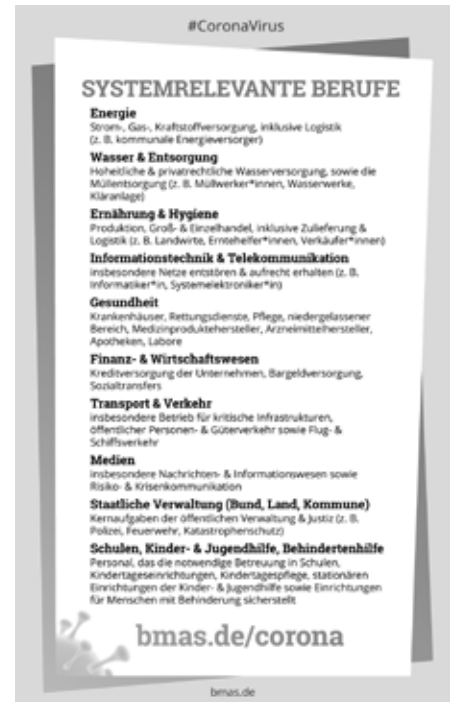 #CoronaVirus
SYSTEMRELEVANTE BERUFE
Energie
Strom-, Gas-, Kraftstoffversorgung, inklusive Logistik
(z. B. kommunale Energieversorger)
Wasser & Entsorgung
Hoheitliche & privatrechtliche Wasserversorgung, sowie die
Müllentsorgung (z. B. Müllwerker*innen, Wasserwerke,
Kläranlage)
Ernährung & Hygiene
Produktion, Groß- & Einzelhandel, inklusive Zulieferung &
Logistik (z. B. Landwirte, Erntehelfer*innen, Verkäufer*innen)
Informationstechnik & Telekommunikation
insbesondere Netze entstören & aufrecht erhalten (z. B.
Informatiker*in, Systemelektroniker*in)
Gesundheit
Krankenhäuser, Rettungsdienste, Pflege, niedergelassener
Bereich, Medizinproduktehersteller, Arzneimittelhersteller,
Apotheken, Labore
Finanz- & Wirtschaftswesen
Kreditversorgung der Unternehmen, Bargeldversorgung,
Sozialtransfers
Transport & Verkehr
insbesondere Betrieb für kritische Infrastrukturen,
öffentlicher Personen- & Güterverkehr sowie Flug- &
Schiffsverkehr
Medien
insbesondere Nachrichten- & Informationswesen sowie
Risiko- & Krisenkommunikation
Staatliche Verwaltung (Bund, Land, Kommune)
Kernaufgaben der öffentlichen Verwaltung & Justiz (z. B.
Polizei, Feuerwehr, Katastrophenschutz)
Schulen, Kinder- & Jugendhilfe, Behindertenhilfe
Personal, das die notwendige Betreuung in Schulen,
Kindertageseinrichtungen, Kindertagespflege, stationären
Einrichtungen der Kinder- & Jugendhilfe sowie Einrichtungen
für Menschen mit Behinderung sicherstellt
bmas.de/corona
bmas.de